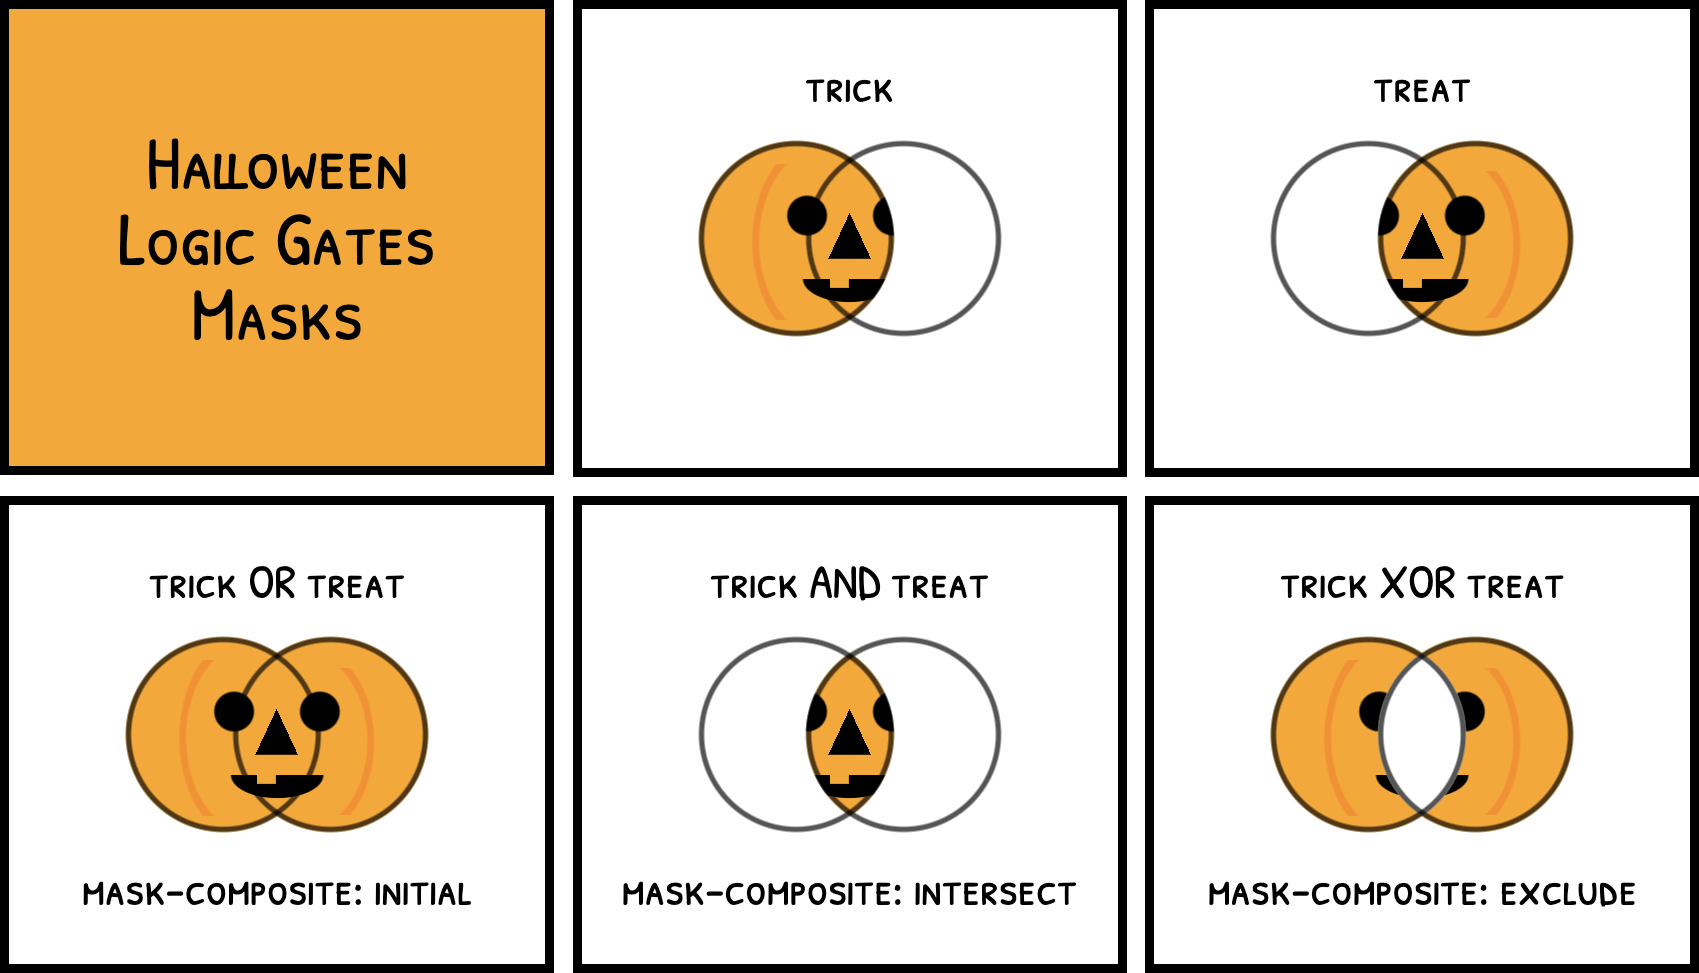 Halloween
Logic Gates
Masks
TRICK
TREAT
TRICK OR TREAT
MASK-COMPOSITE: INITIAL
TRICK AND TREAT
MASK-COMPOSITE: INTERSECT
TRICK XOR TREAT
MASK-COMPOSITE: EXCLUDE